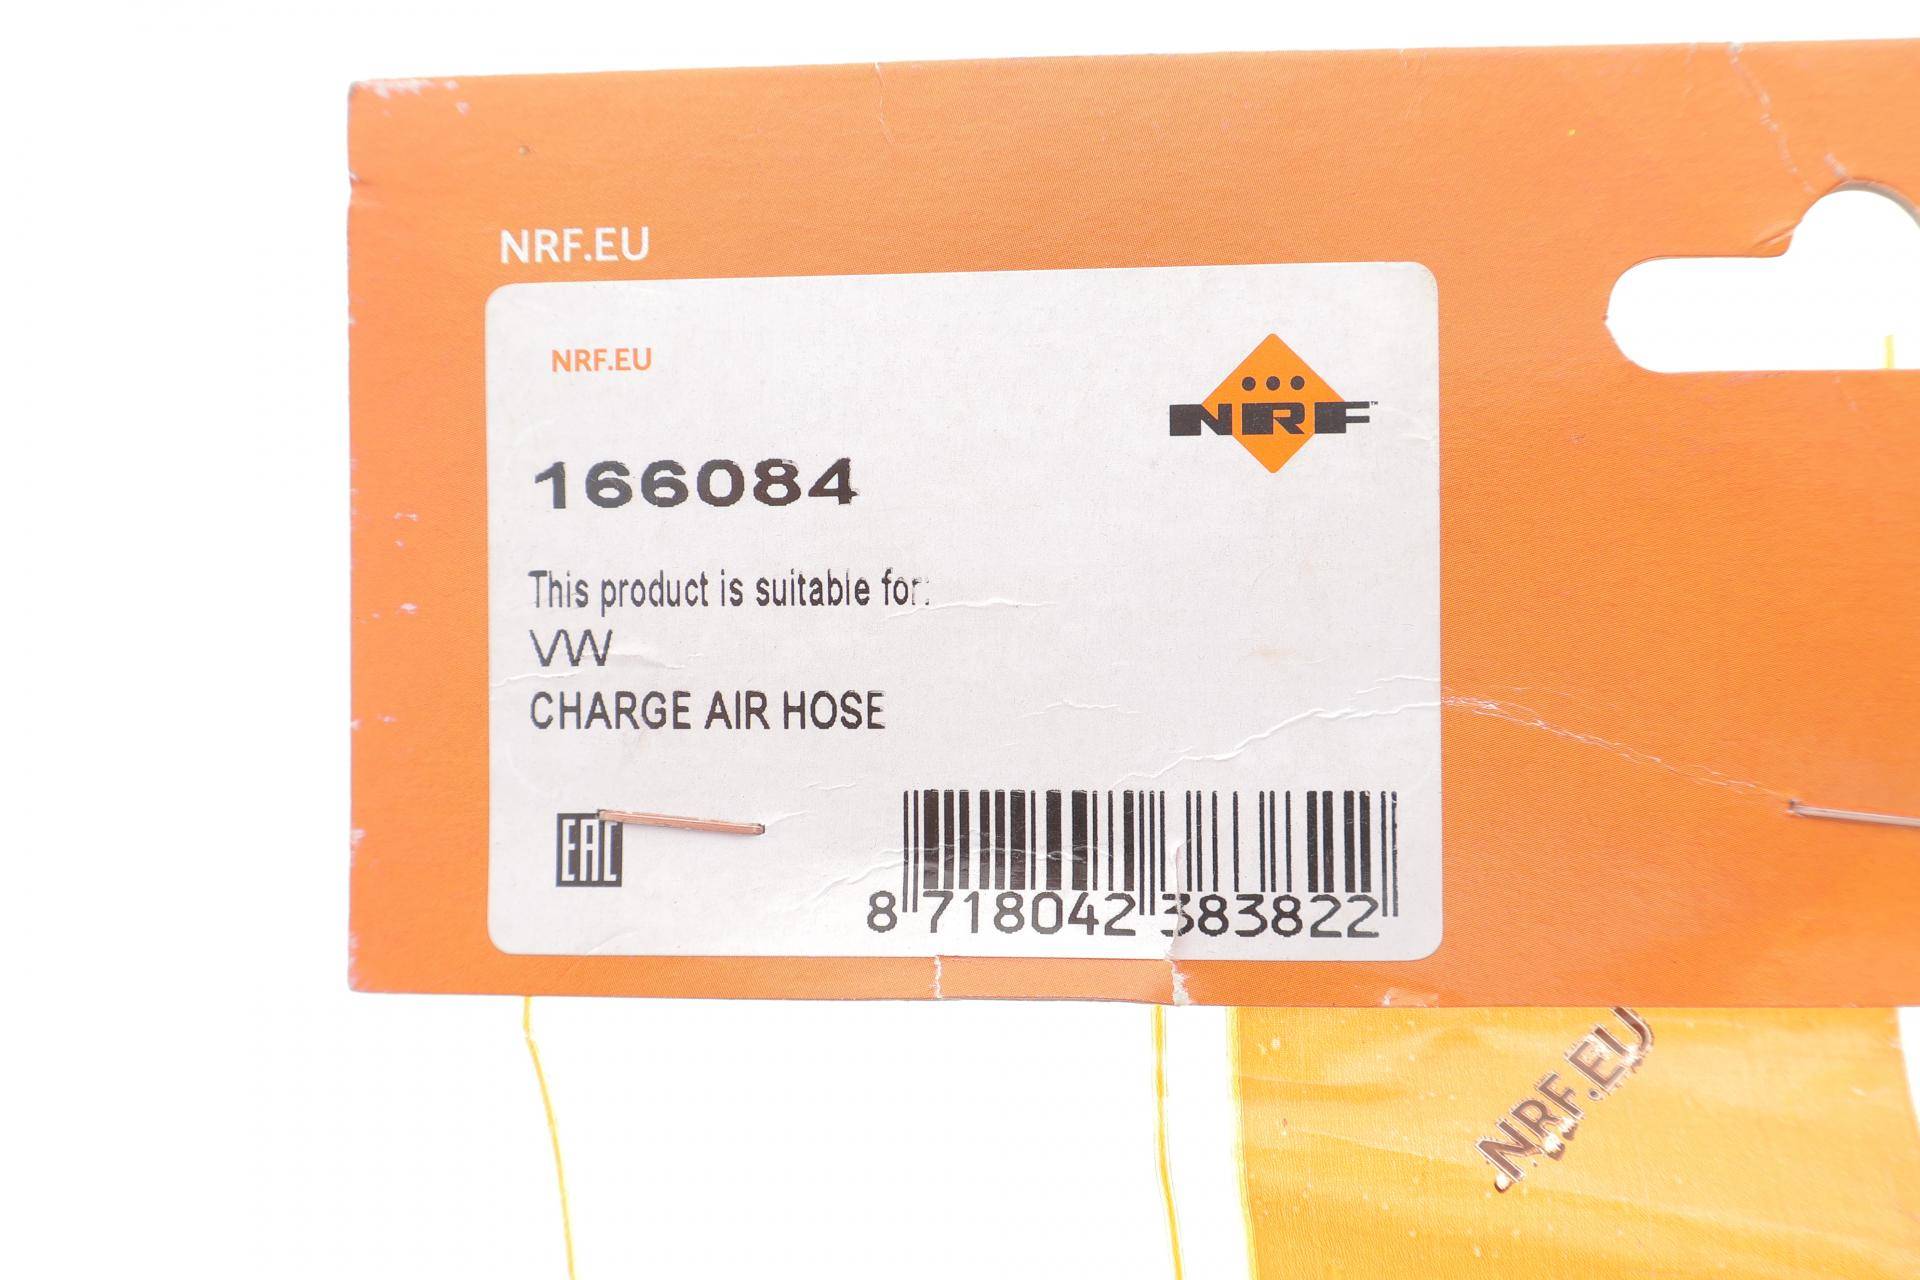 NRF.EU
NRF.EU
NRF™
166084
This product is suitable for:
VW
CHARGE AIR HOSE
EAC
8 718042 383822
NRF.EU